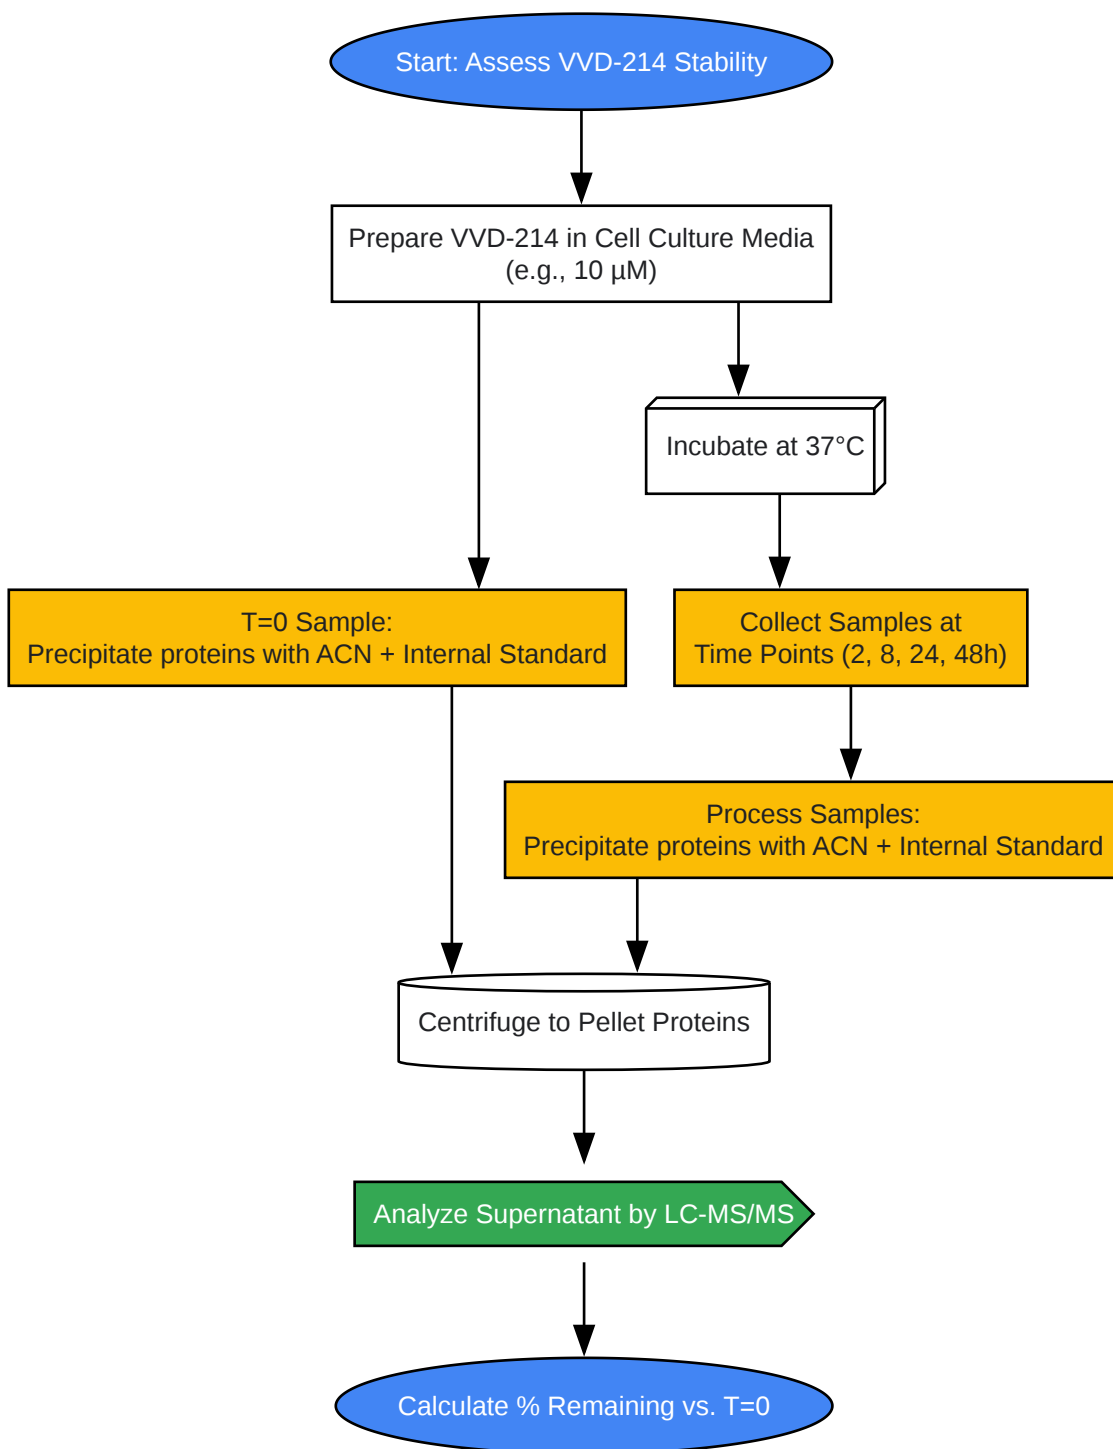 Start: Assess VVD-214 Stability
Prepare VVD-214 in Cell Culture Media
(e.g., 10 µM)
Incubate at 37°C
T=0 Sample:
Precipitate proteins with ACN + Internal Standard
Collect Samples at
Time Points (2, 8, 24, 48h)
Process Samples:
Precipitate proteins with ACN + Internal Standard
Centrifuge to Pellet Proteins
Analyze Supernatant by LC-MS/MS
Calculate % Remaining vs. T=0